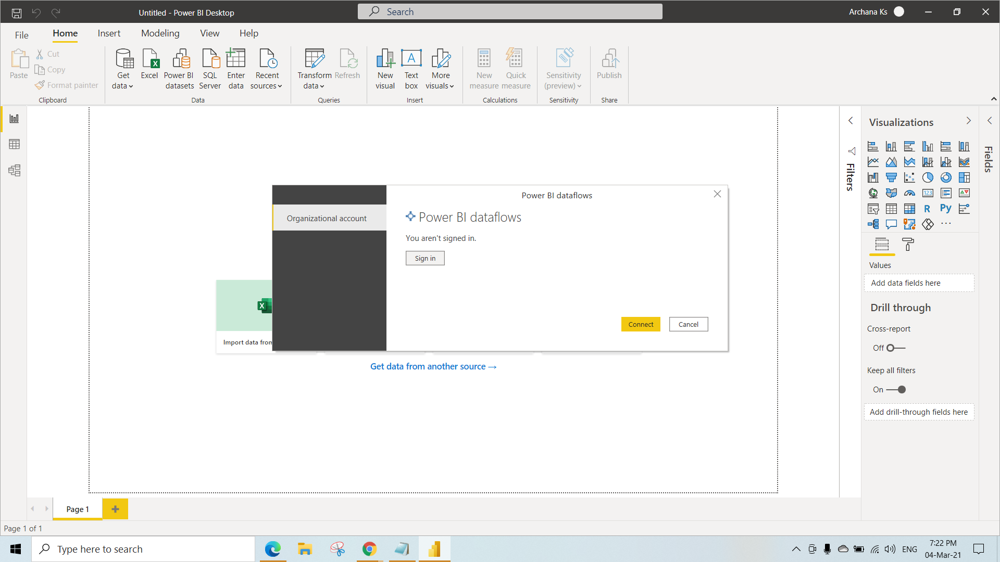 Untitled - Power BI Desktop
Search
Archana Ks
File
Home
Insert
Modeling
View
Help
Paste
Cut
Copy
Format painter
Clipboard
Get data
Excel
Power BI datasets
SQL Server
Enter data
Recent sources
Data
Transform data
Refresh
Queries
New visual
Text box
More visuals
Insert
New measure
Quick measure
Calculations
Sensitivity (preview)
Sensitivity
Publish
Share
Filters
Visualizations
Fields
123
R
Py
Values
Add data fields here
Drill through
Cross-report
Off
Keep all filters
On
Add drill-through fields here
Power BI dataflows
Organizational account
Power BI dataflows
You aren't signed in.
Sign in
Connect
Cancel
X
A
Import data from
Get data from another source →
Page 1
Page 1 of 1
Type here to search
ENG
7:22 PM
04-Mar-21